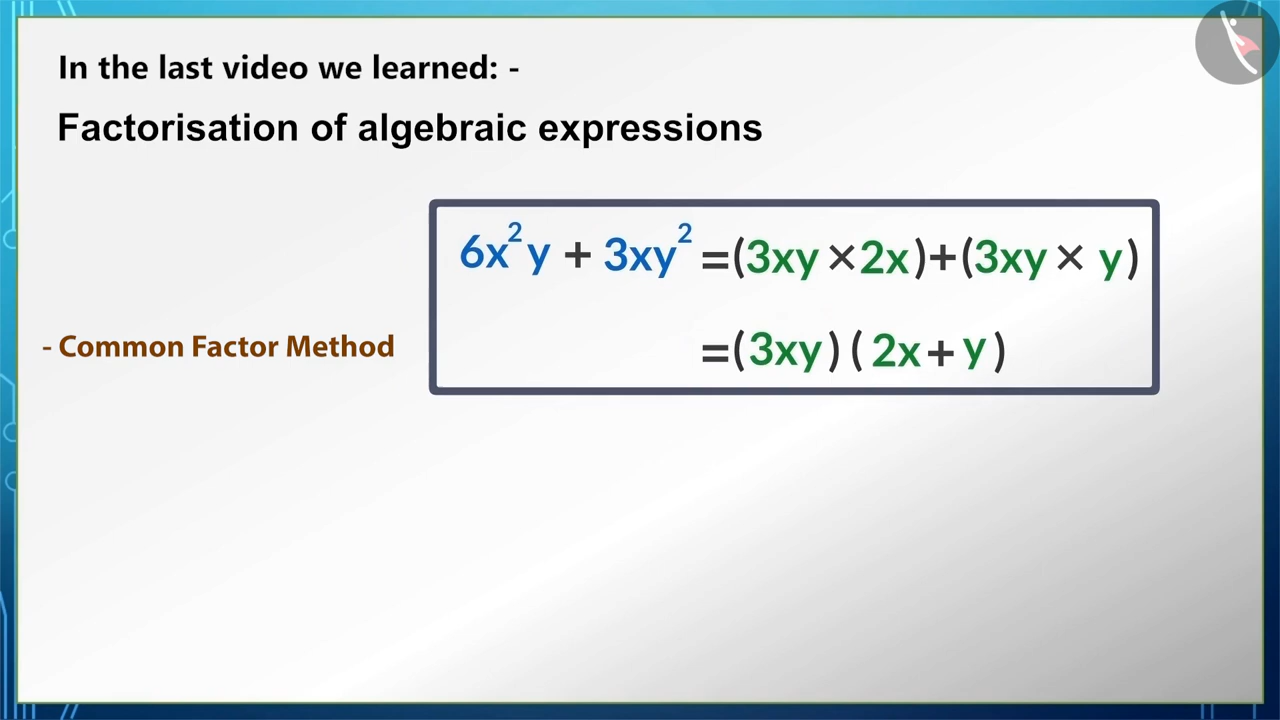 In the last video we learned: -
Factorisation of algebraic expressions
6x²y + 3xy² =(3xy ×2x)+(3xy × y)
- Common Factor Method
=(3xy) ( 2x+ y )